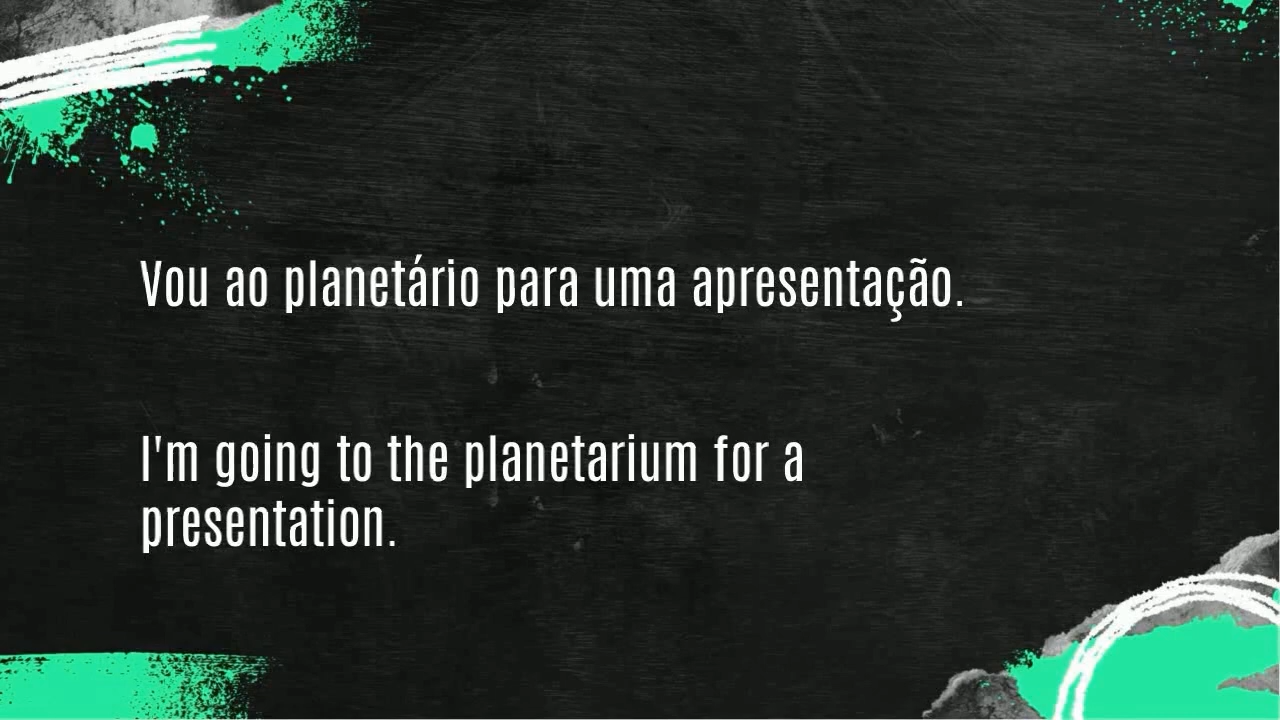 Vou ao planetário para uma apresentação.
I'm going to the planetarium for a
presentation.